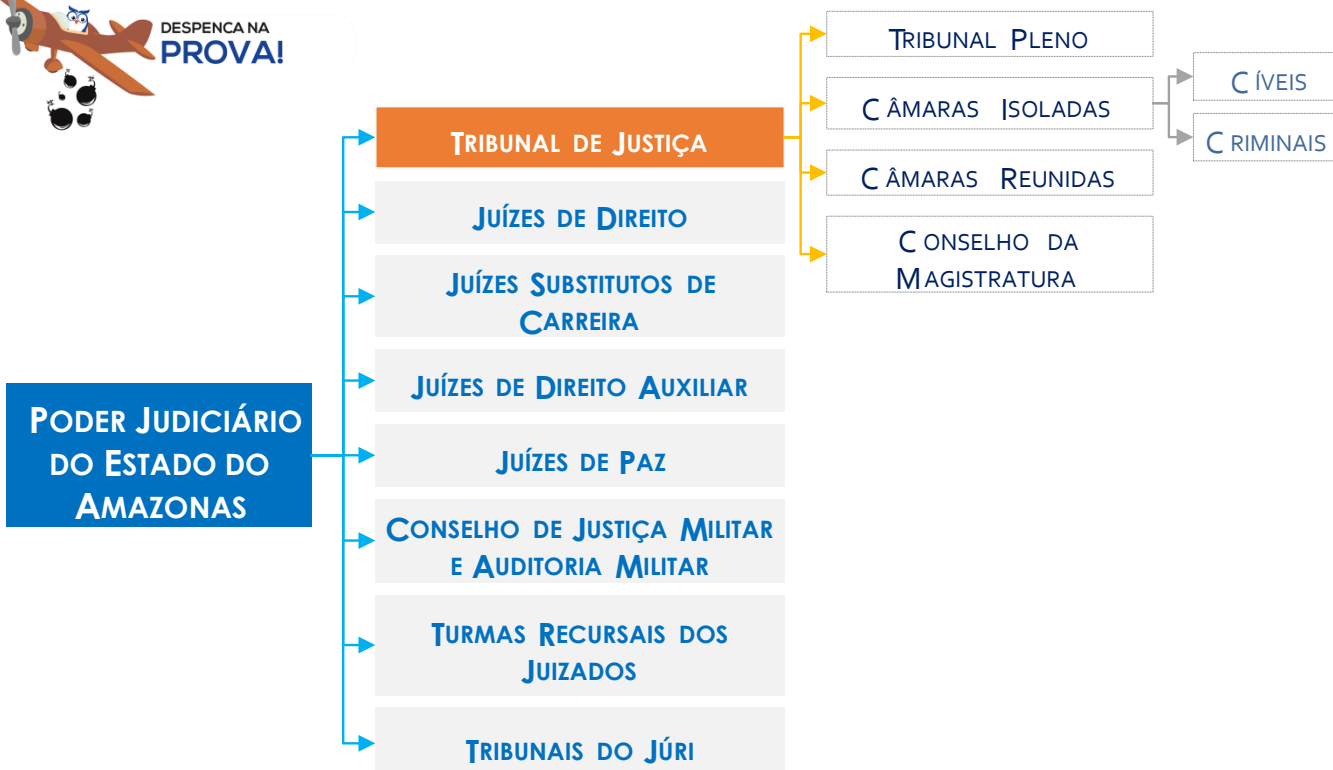 DESPENCA NA
PROVA!
PODER JUDICIÁRIO
DO ESTADO DO
AMAZONAS
TRIBUNAL DE JUSTIÇA
JUÍZES DE DIREITO
JUÍZES SUBSTITUTOS DE
CARREIRA
JUÍZES DE DIREITO AUXILIAR
JUÍZES DE PAZ
CONSELHO DE JUSTIÇA MILITAR
E AUDITORIA MILITAR
TURMAS RECURSAIS DOS
JUIZADOS
TRIBUNAIS DO JÚRI
TRIBUNAL PLENO
CÂMARAS ISOLADAS
CÂMARAS REUNIDAS
CONSELHO DA
MAGISTRATURA
CÍVEIS
CRIMINAIS